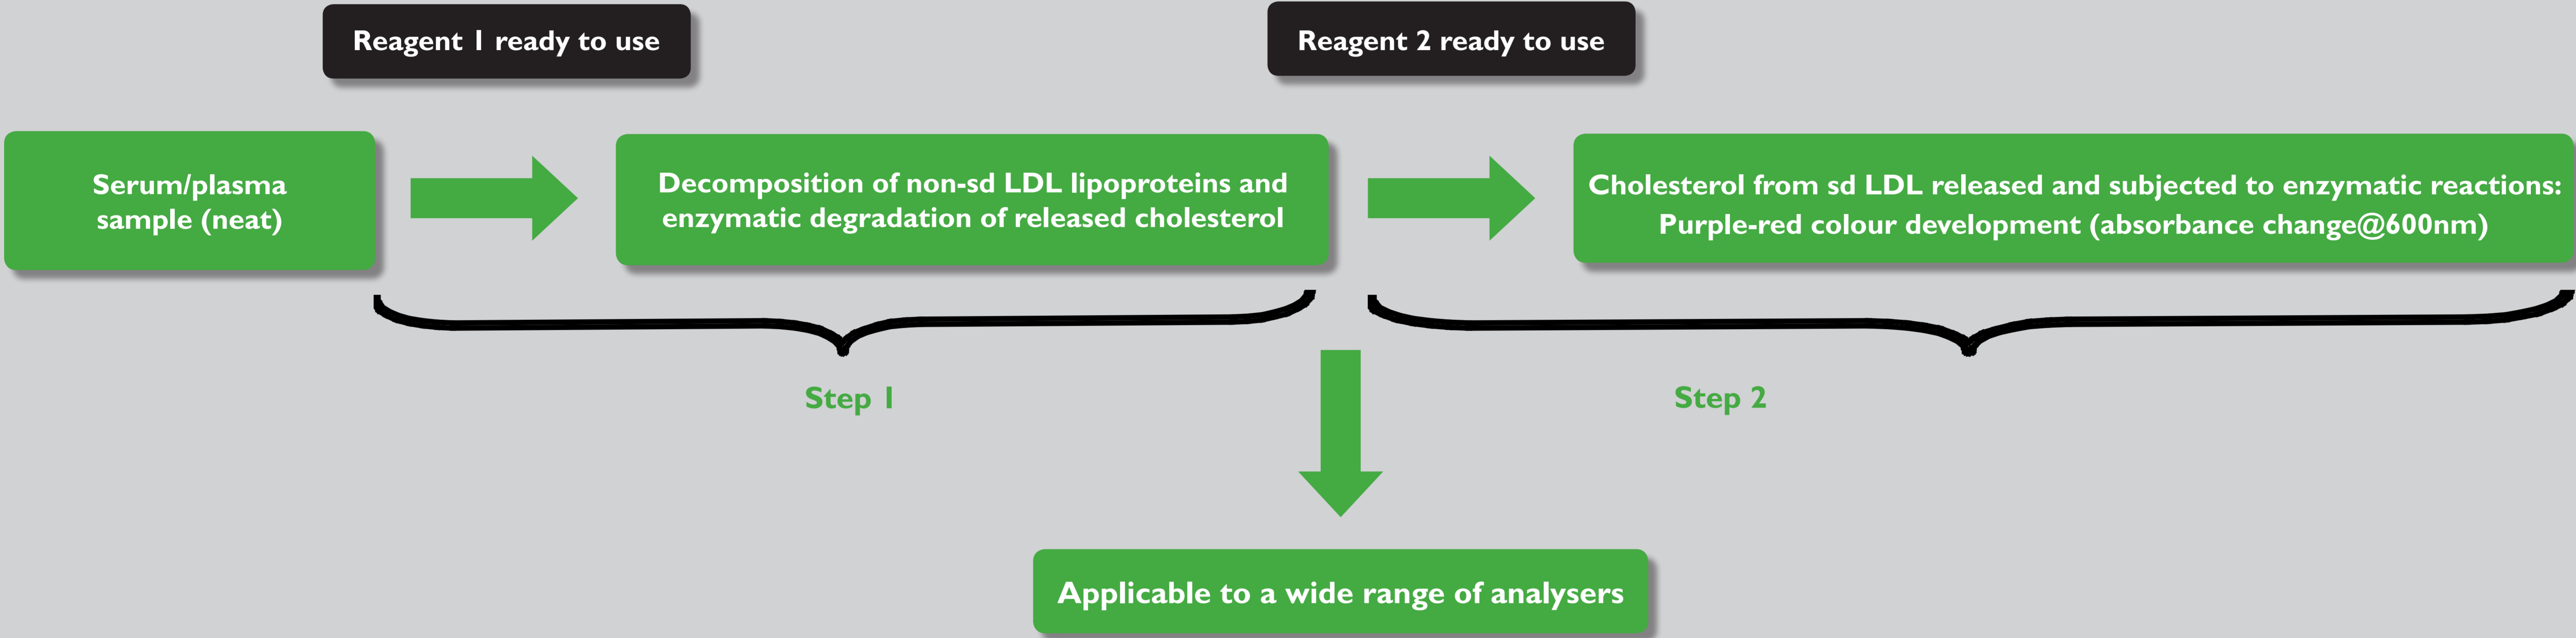 Reagent 1 ready to use
Reagent 2 ready to use
Serum/plasma
sample (neat)
Decomposition of non-sd LDL lipoproteins and
enzymatic degradation of released cholesterol
Cholesterol from sd LDL released and subjected to enzymatic reactions:
Purple-red colour development (absorbance change@600nm)
Step 1
Step 2
Applicable to a wide range of analysers